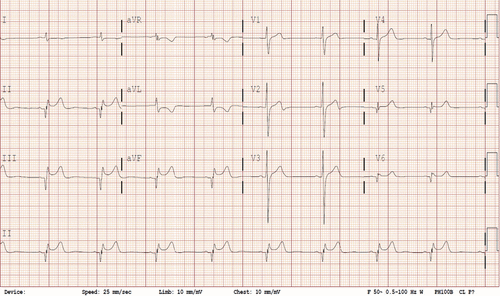 I aVR V1 V4
II aVL V2 V5
III aVF V3 V6
II
Device: Speed: 25 mm/sec Limb: 10 mm/mV Chest: 10 mm/mV F 50~ 0.5-100 Hz W PH100B CL P?